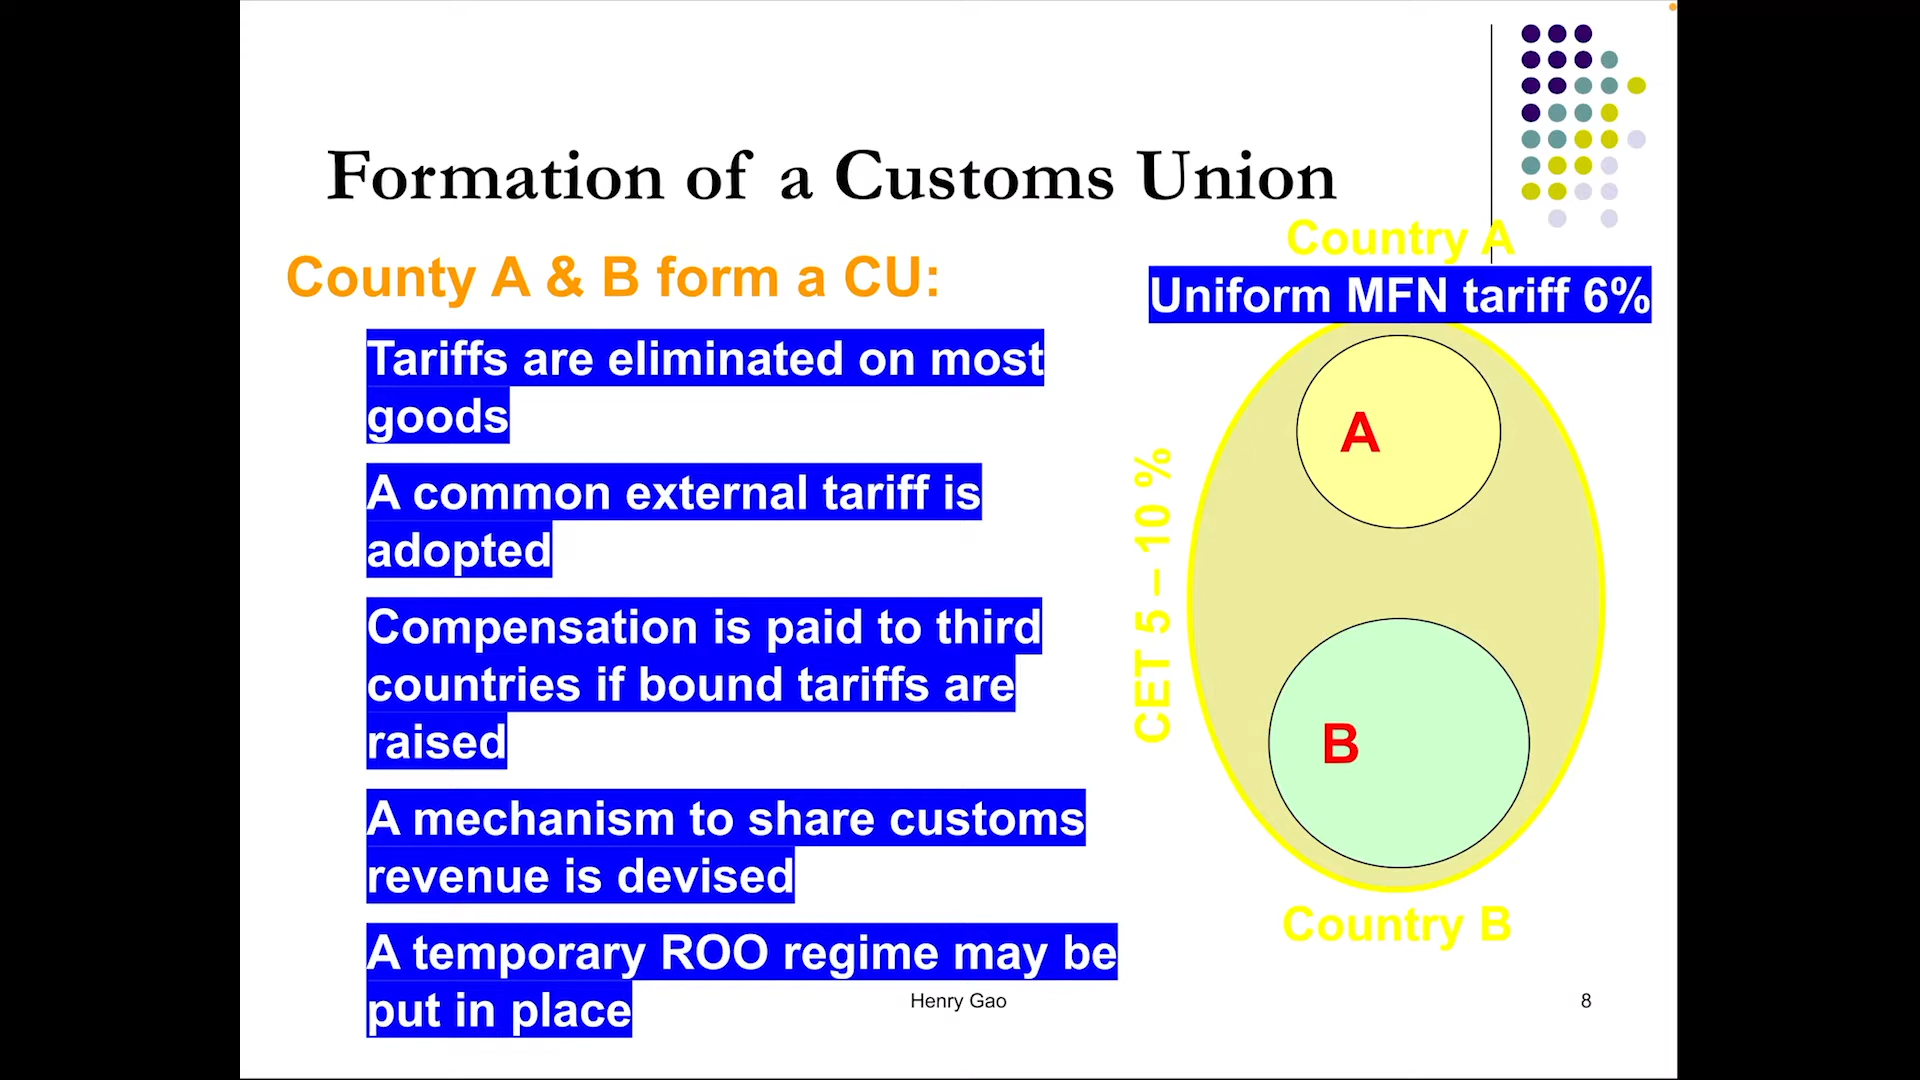 Formation of a Customs Union
County A & B form a CU:
Tariffs are eliminated on most
goods
A common external tariff is
adopted
Compensation is paid to third
countries if bound tariffs are
raised
A mechanism to share customs
revenue is devised
A temporary ROO regime may be
put in place
Country A
Uniform MFN tariff 6%
A
CET 5 – 10 %
B
Country B
Henry Gao
8